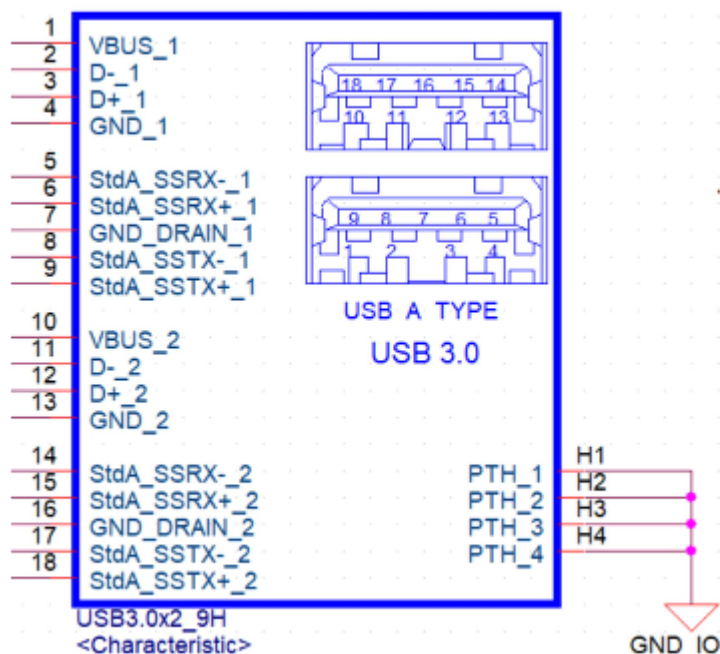 1 VBUS_1
2 D-_1
3 D+_1
4 GND_1
5 StdA_SSRX-_1
6 StdA_SSRX+_1
7 GND_DRAIN_1
8 StdA_SSTX-_1
9 StdA_SSTX+_1
10 VBUS_2
11 D-_2
12 D+_2
13 GND_2
14 StdA_SSRX-_2
15 StdA_SSRX+_2
16 GND_DRAIN_2
17 StdA_SSTX-_2
18 StdA_SSTX+_2
18 17 16 15 14
10 11 12 13
9 8 7 6 5
1 2 3 4
USB A TYPE
USB 3.0
PTH_1 H1
PTH_2 H2
PTH_3 H3
PTH_4 H4
GND_IO
USB3.0x2_9H
<Characteristic>